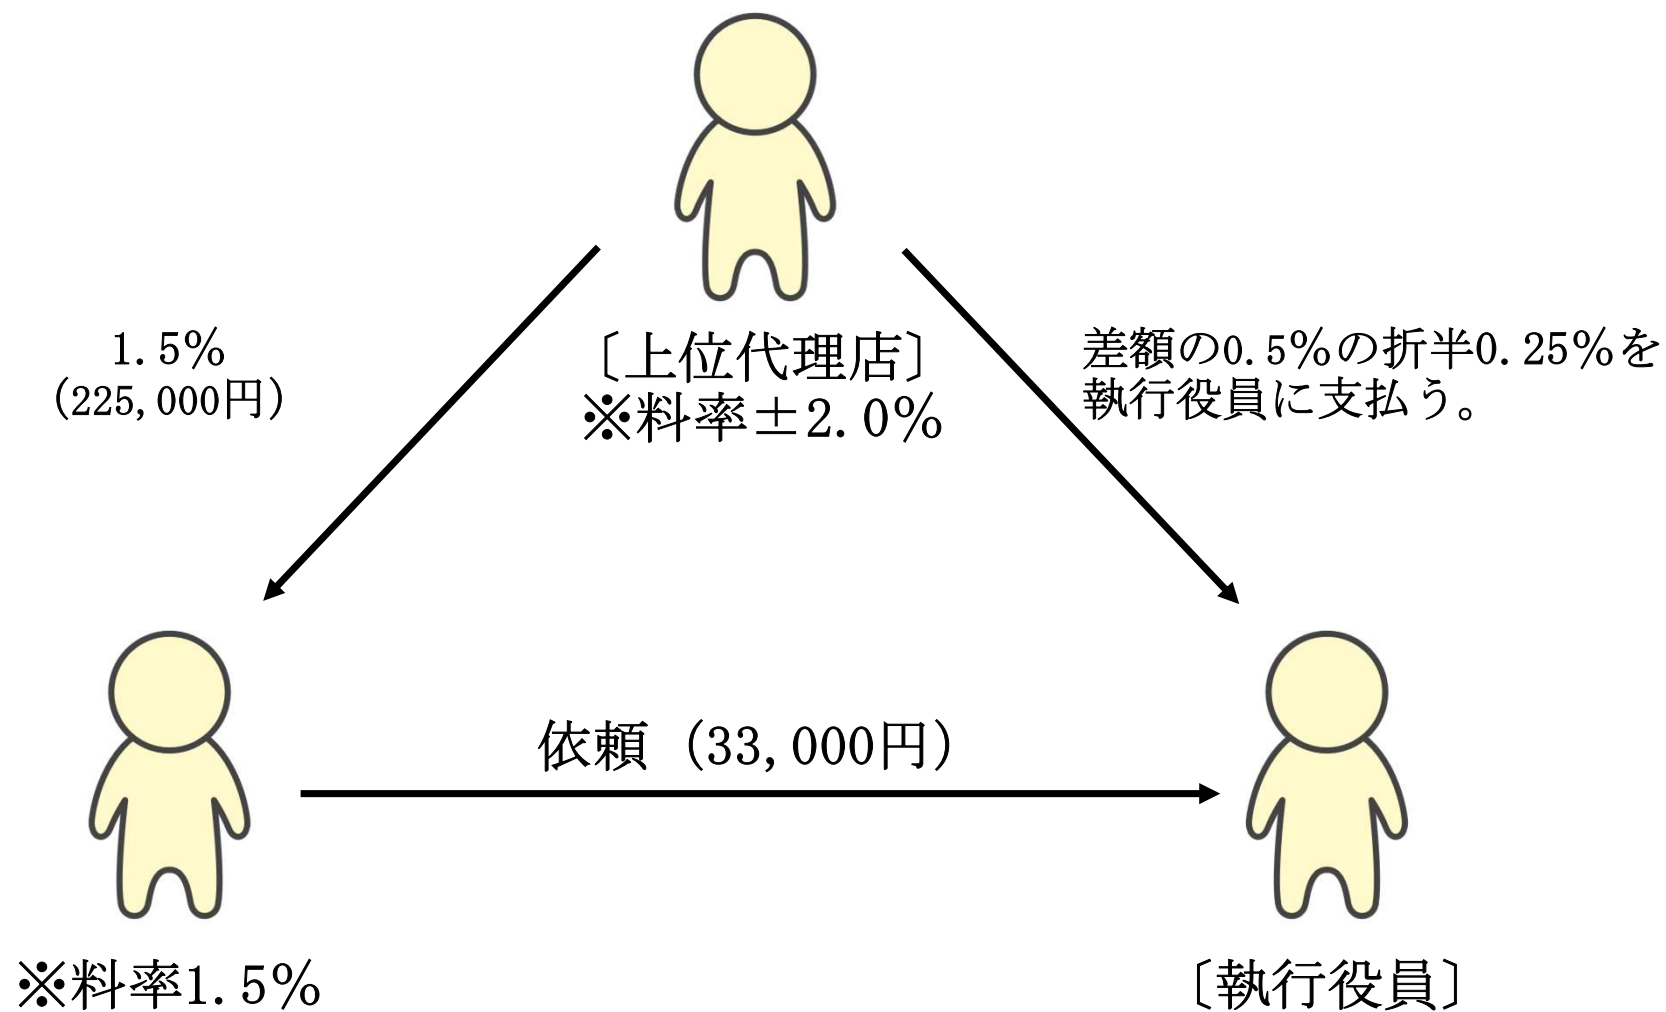 1.5%
(225,000円)
〔上位代理店〕
※料率±2.0%
差額の0.5%の折半0.25%を
執行役員に支払う。
依頼(33,000円)
※料率1.5%
〔執行役員〕